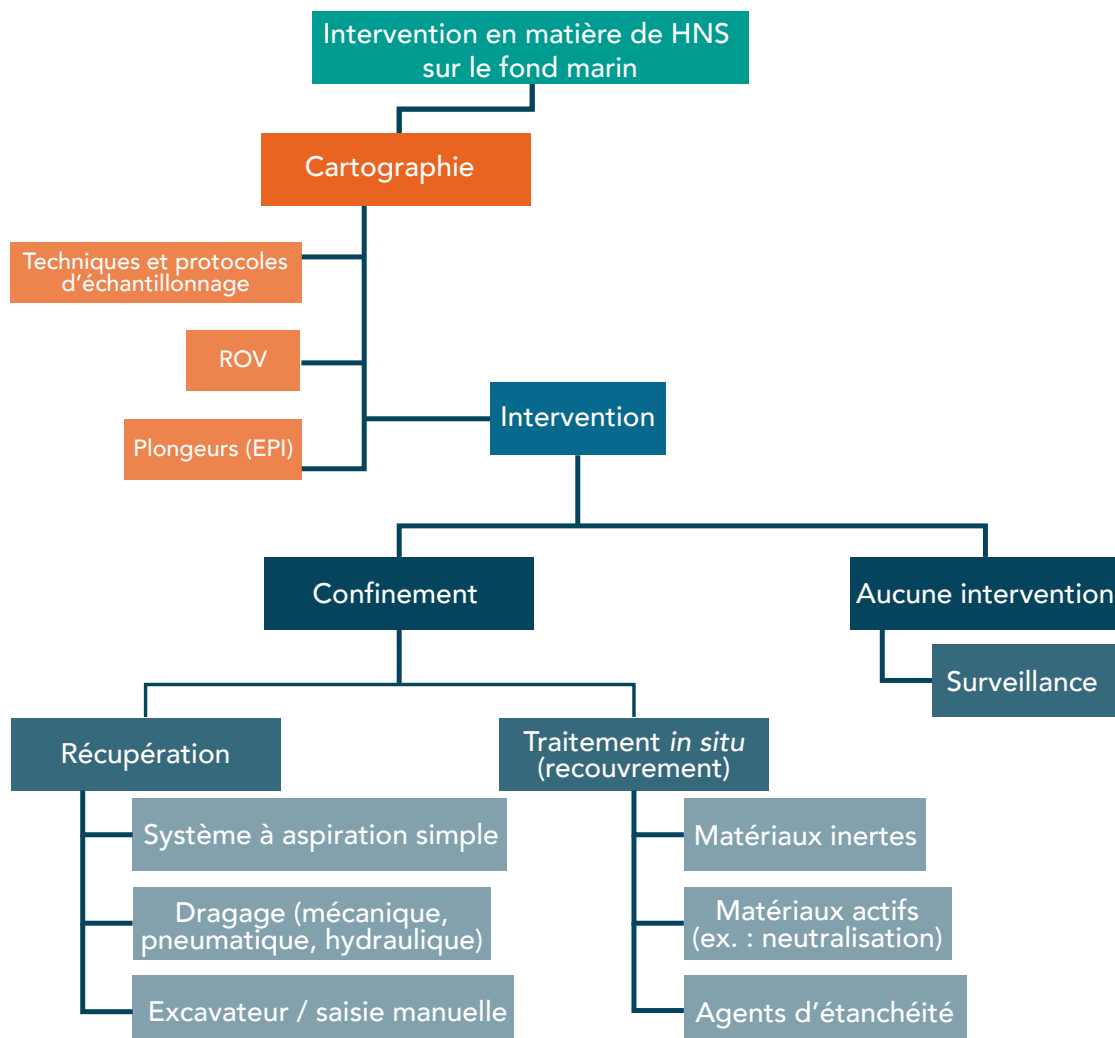 Intervention en matière de HNS
sur le fond marin
Cartographie
Techniques et protocoles
d'échantillonnage
ROV
Plongeurs (EPI)
Intervention
Confinement
Aucune intervention
Surveillance
Récupération
Traitement in situ
(recouvrement)
Système à aspiration simple
Dragage (mécanique,
pneumatique, hydraulique)
Excavateur / saisie manuelle
Matériaux inertes
Matériaux actifs
(ex. : neutralisation)
Agents d'étanchéité